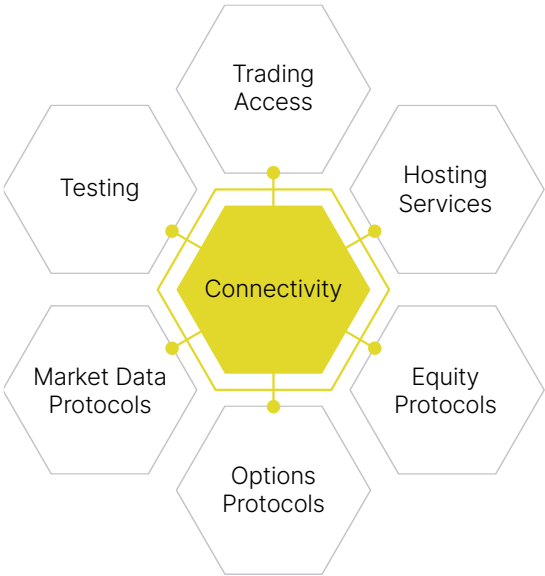 Trading
Access
Hosting
Services
Testing
Connectivity
Market Data
Protocols
Equity
Protocols
Options
Protocols